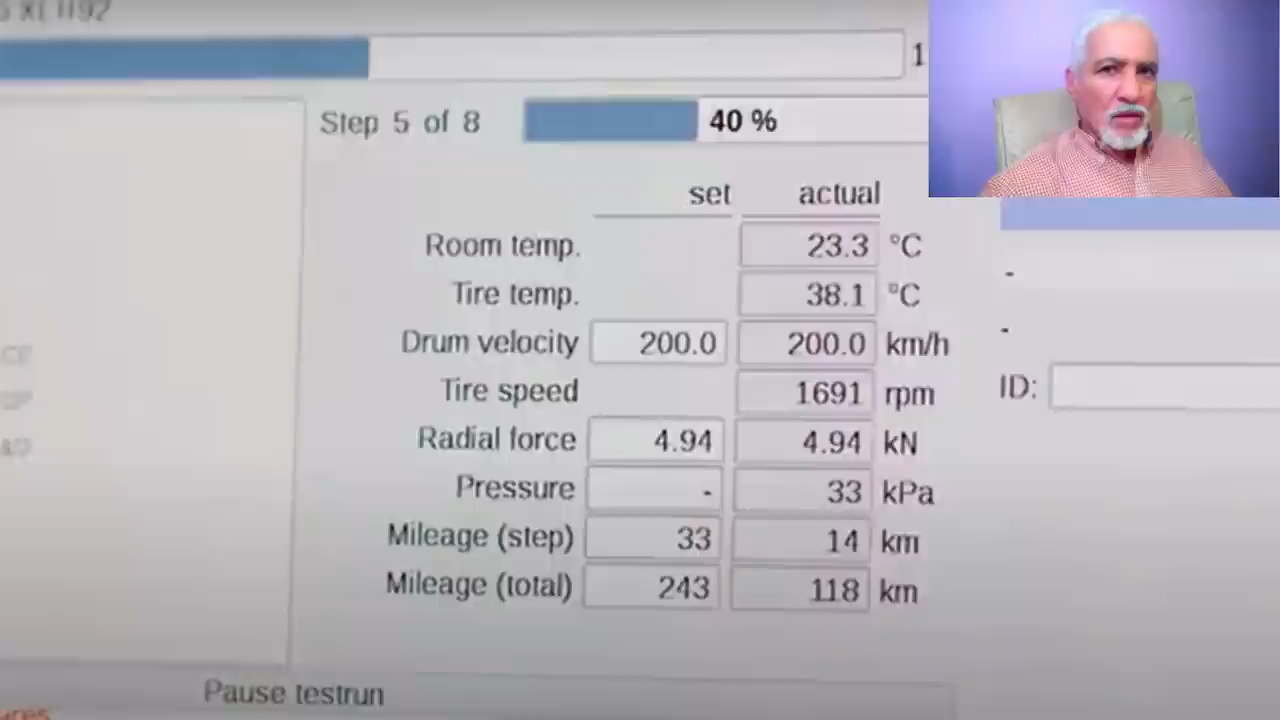 XL
1
Step 5 of 8 40 %
set actual
Room temp. 23.3 °C
Tire temp. 38.1 °C
Drum velocity 200.0 200.0 km/h
Tire speed 1691 rpm
Radial force 4.94 4.94 kN
Pressure - 33 kPa
Mileage (step) 33 14 km
Mileage (total) 243 118 km
-
-
ID:
Pause testrun